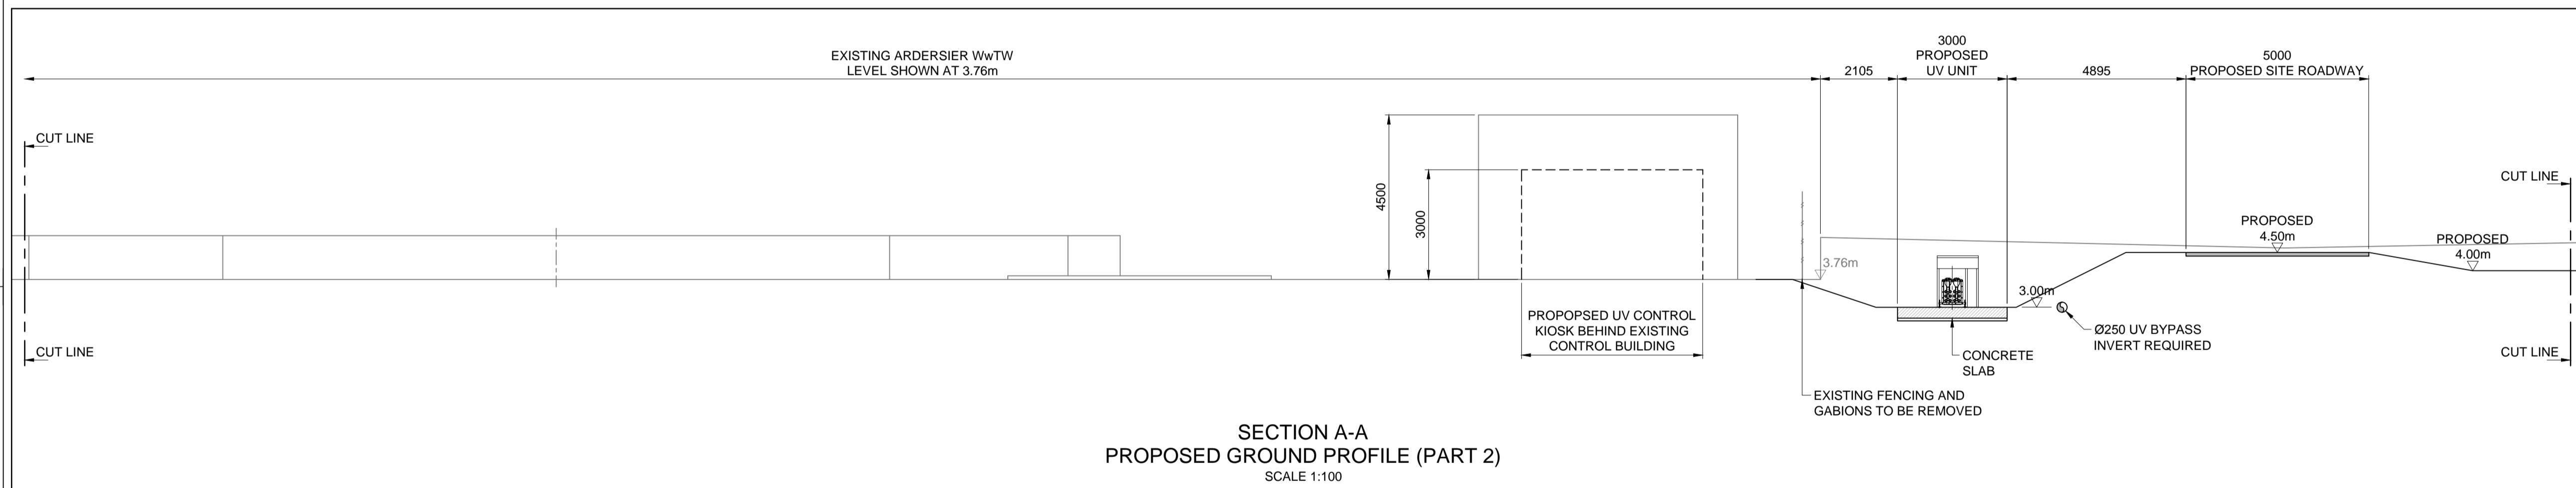 EXISTING ARDERSIER WwTW
LEVEL SHOWN AT 3.76m
2105
3000
PROPOSED
UV UNIT
4895
5000
PROPOSED SITE ROADWAY
CUT LINE
CUT LINE
4500
3000
PROPOPSED UV CONTROL
KIOSK BEHIND EXISTING
CONTROL BUILDING
3.76m
3.00m
PROPOSED
4.50m
PROPOSED
4.00m
CUT LINE
CUT LINE
Ø250 UV BYPASS
INVERT REQUIRED
CONCRETE
SLAB
EXISTING FENCING AND
GABIONS TO BE REMOVED
SECTION A-A
PROPOSED GROUND PROFILE (PART 2)
SCALE 1:100